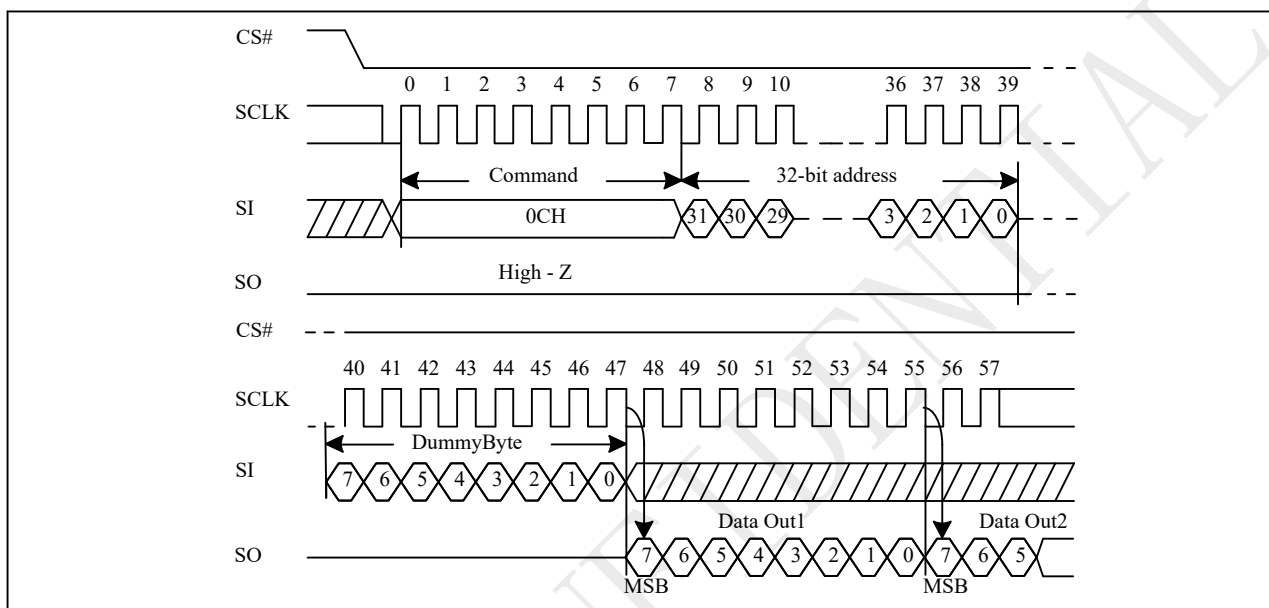 CS#
0 1 2 3 4 5 6 7 8 9 10 36 37 38 39
SCLK
Command 32-bit address
SI 0CH 31 30 29 3 2 1 0
High - Z
SO
CS#
40 41 42 43 44 45 46 47 48 49 50 51 52 53 54 55 56 57
SCLK
DummyByte
SI 7 6 5 4 3 2 1 0
Data Out1 Data Out2
SO 7 6 5 4 3 2 1 0 7 6 5
MSB MSB